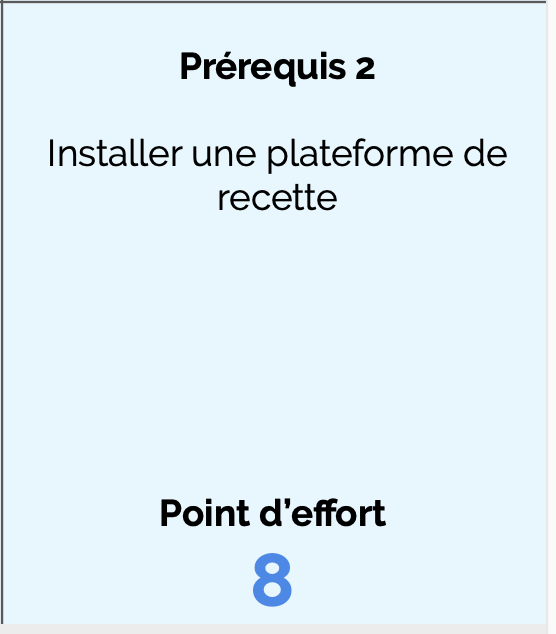 Prérequis 2
Installer une plateforme de
recette
Point d’effort
8